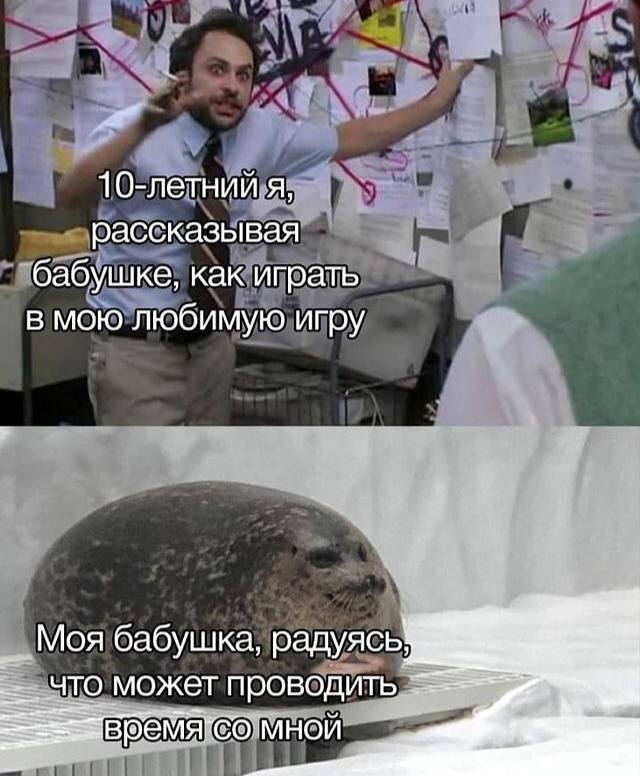 10-летний я,
рассказывая
бабушке, как играть
в мою любимую игру
Моя бабушка, радуясь,
что может проводить
время со мной